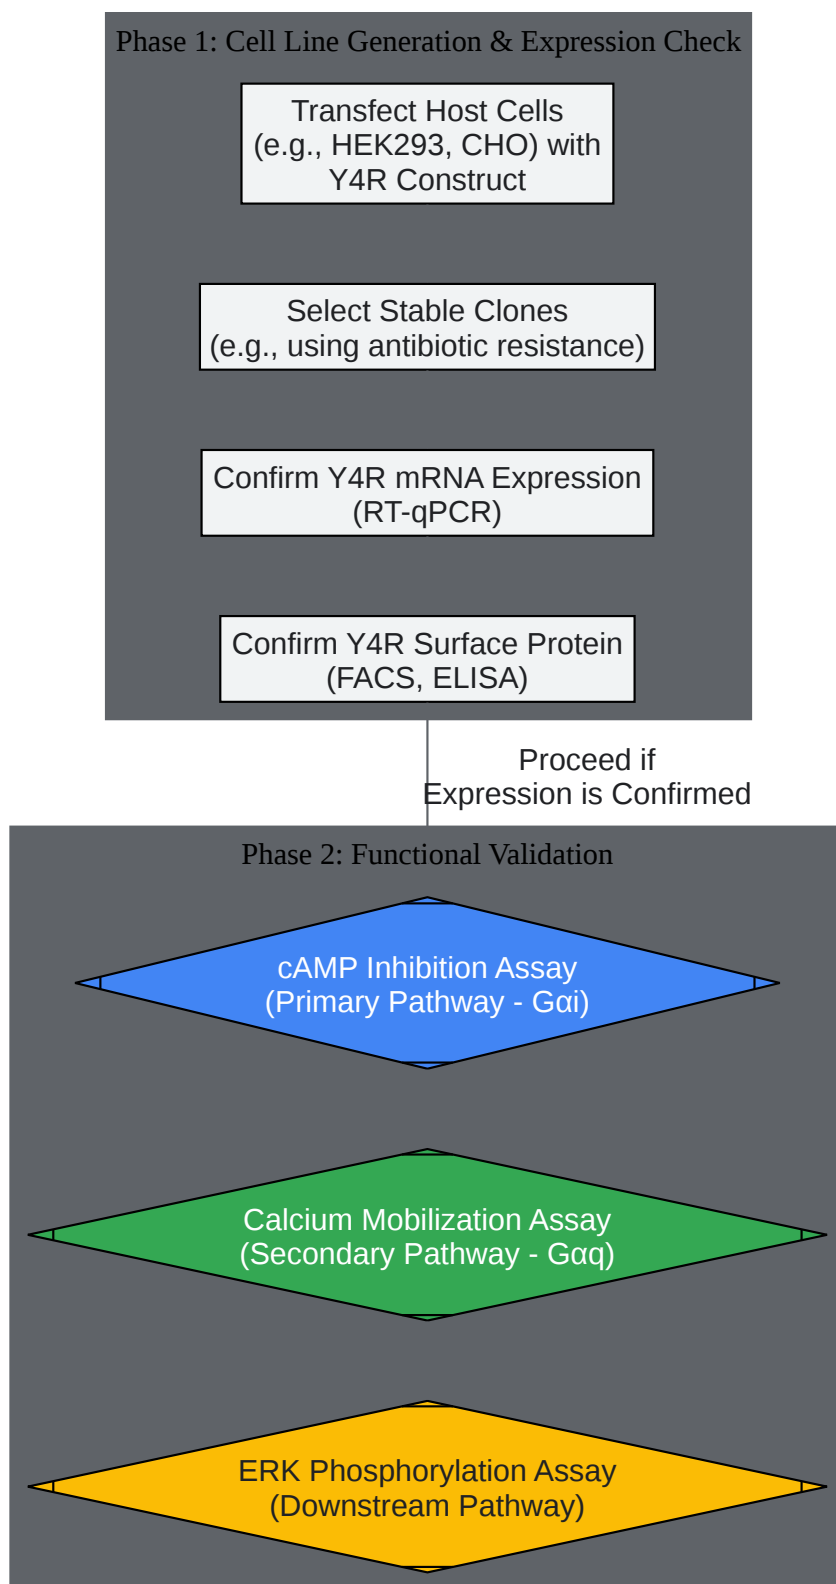 Phase 1: Cell Line Generation & Expression Check
Transfect Host Cells
(e.g., HEK293, CHO) with
Y4R Construct
Select Stable Clones
(e.g., using antibiotic resistance)
Confirm Y4R mRNA Expression
(RT-qPCR)
Confirm Y4R Surface Protein
(FACS, ELISA)
Proceed if
Expression is Confirmed
Phase 2: Functional Validation
cAMP Inhibition Assay
(Primary Pathway - Gαi)
Calcium Mobilization Assay
(Secondary Pathway - Gαq)
ERK Phosphorylation Assay
(Downstream Pathway)